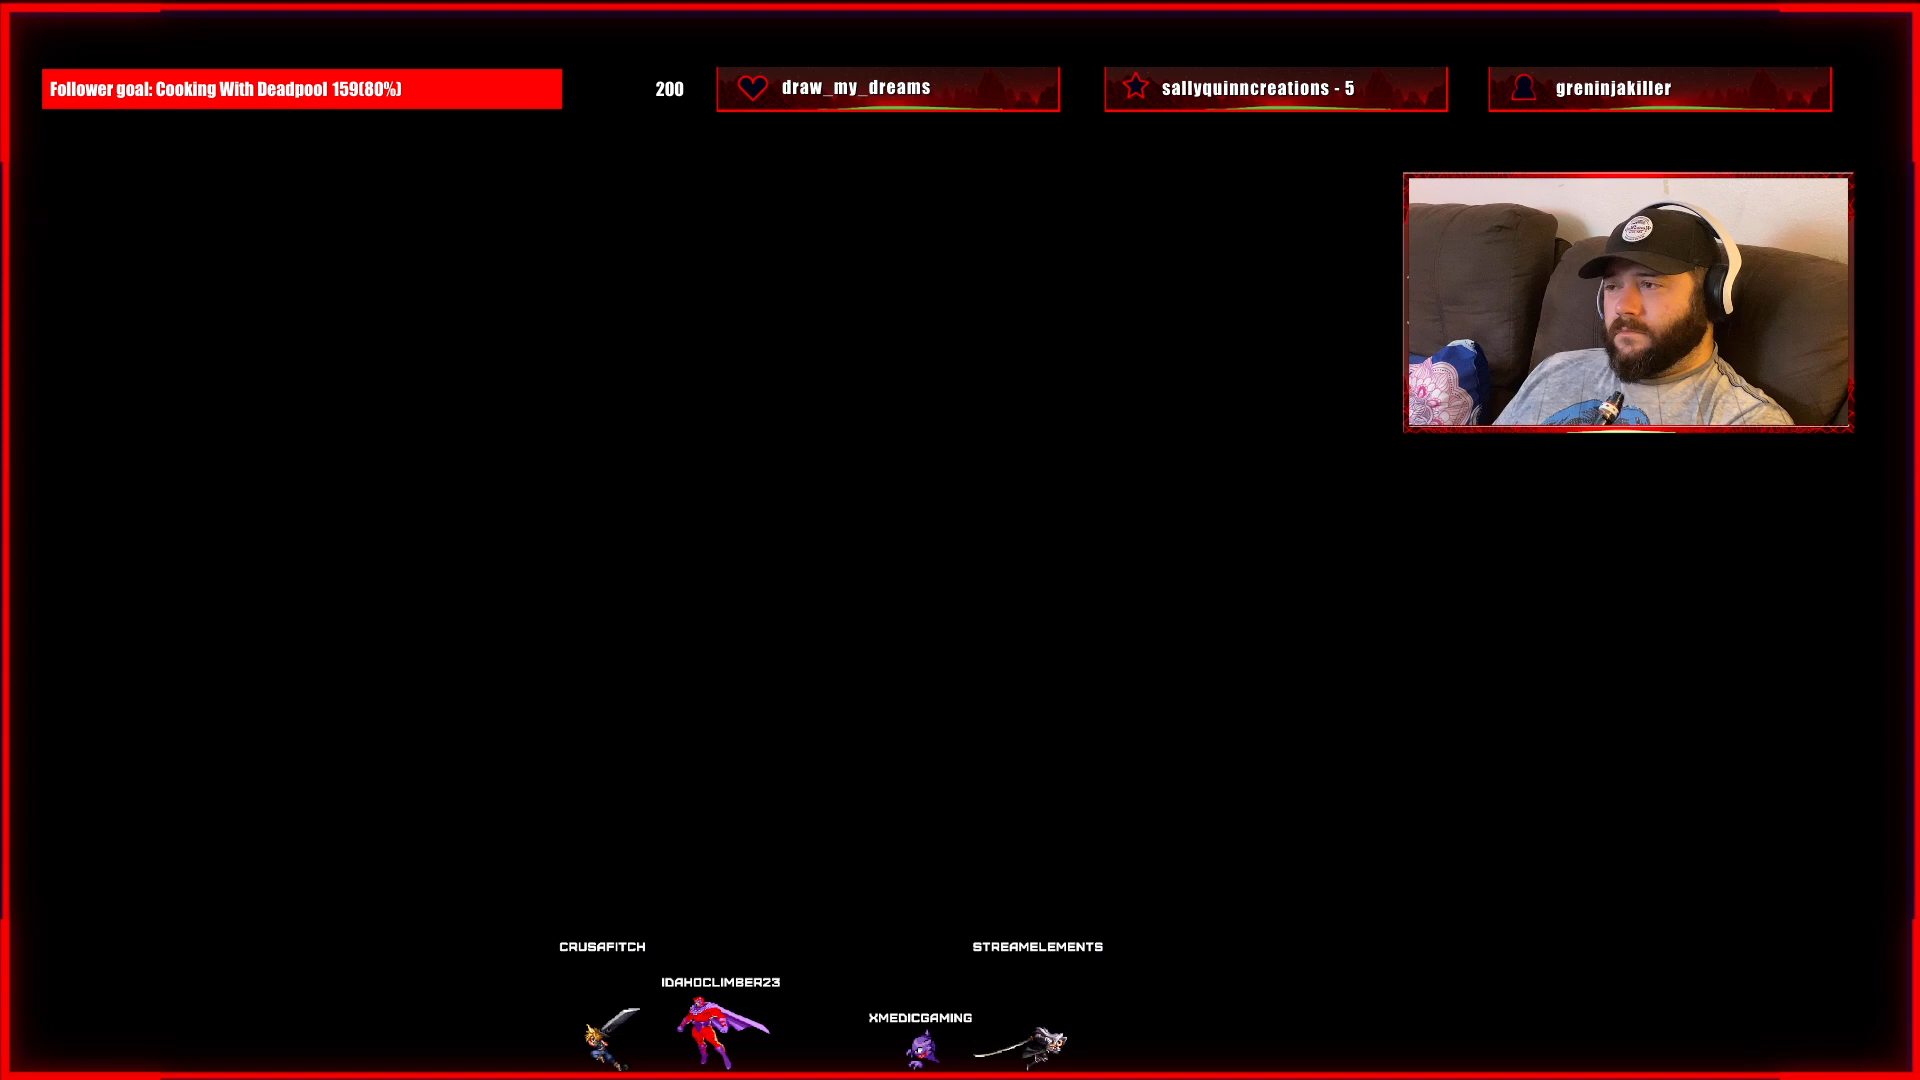 Follower goal: Cooking With Deadpool 159(80%)
200
draw_my_dreams
sallyquinncreations - 5
greninjakiller
CRUSAFITCH
STREAMELEMENTS
IDAHOCLIMBER23
XMEDICGAMING